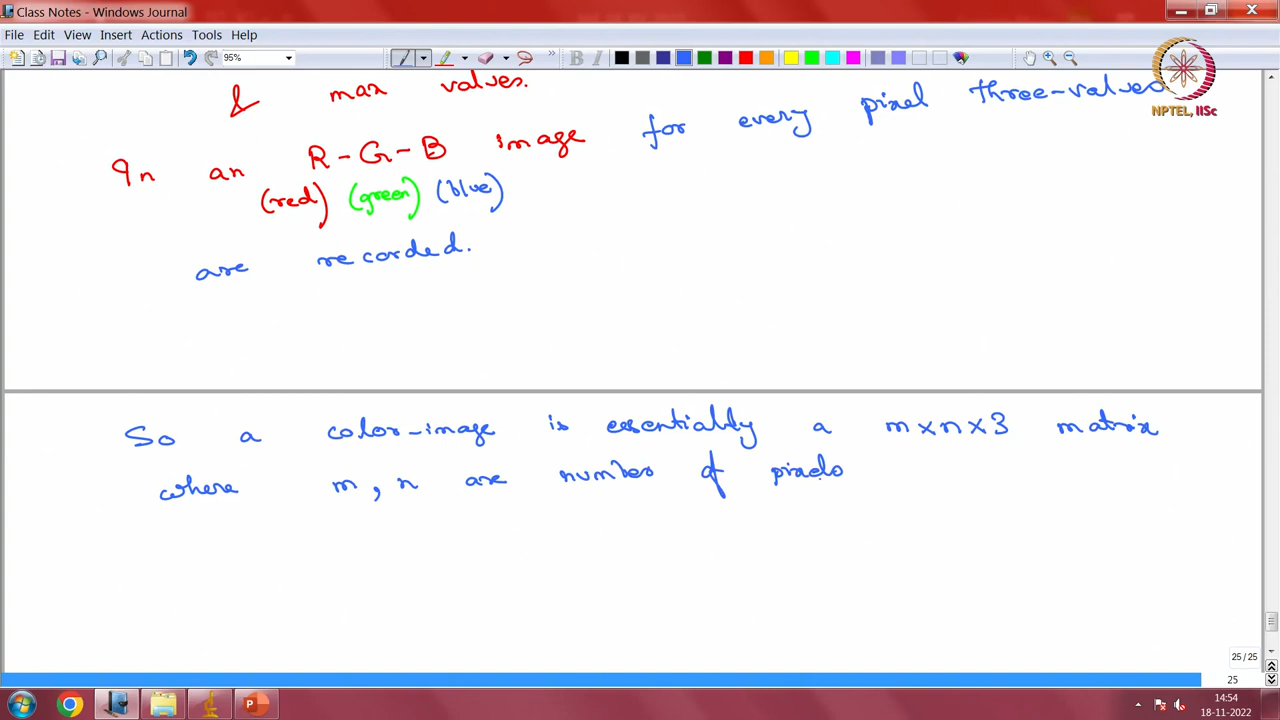 Class Notes - Windows Journal
File Edit View Insert Actions Tools Help
95%
NPTEL, IISc
& max values.
In an R-G-B image for every pixel three-values
(red) (green) (blue)
are recorded.
So a color-image is essentially a m×n×3 matrix
where m, n are number of pixels
25/25
25
14:54
18-11-2022